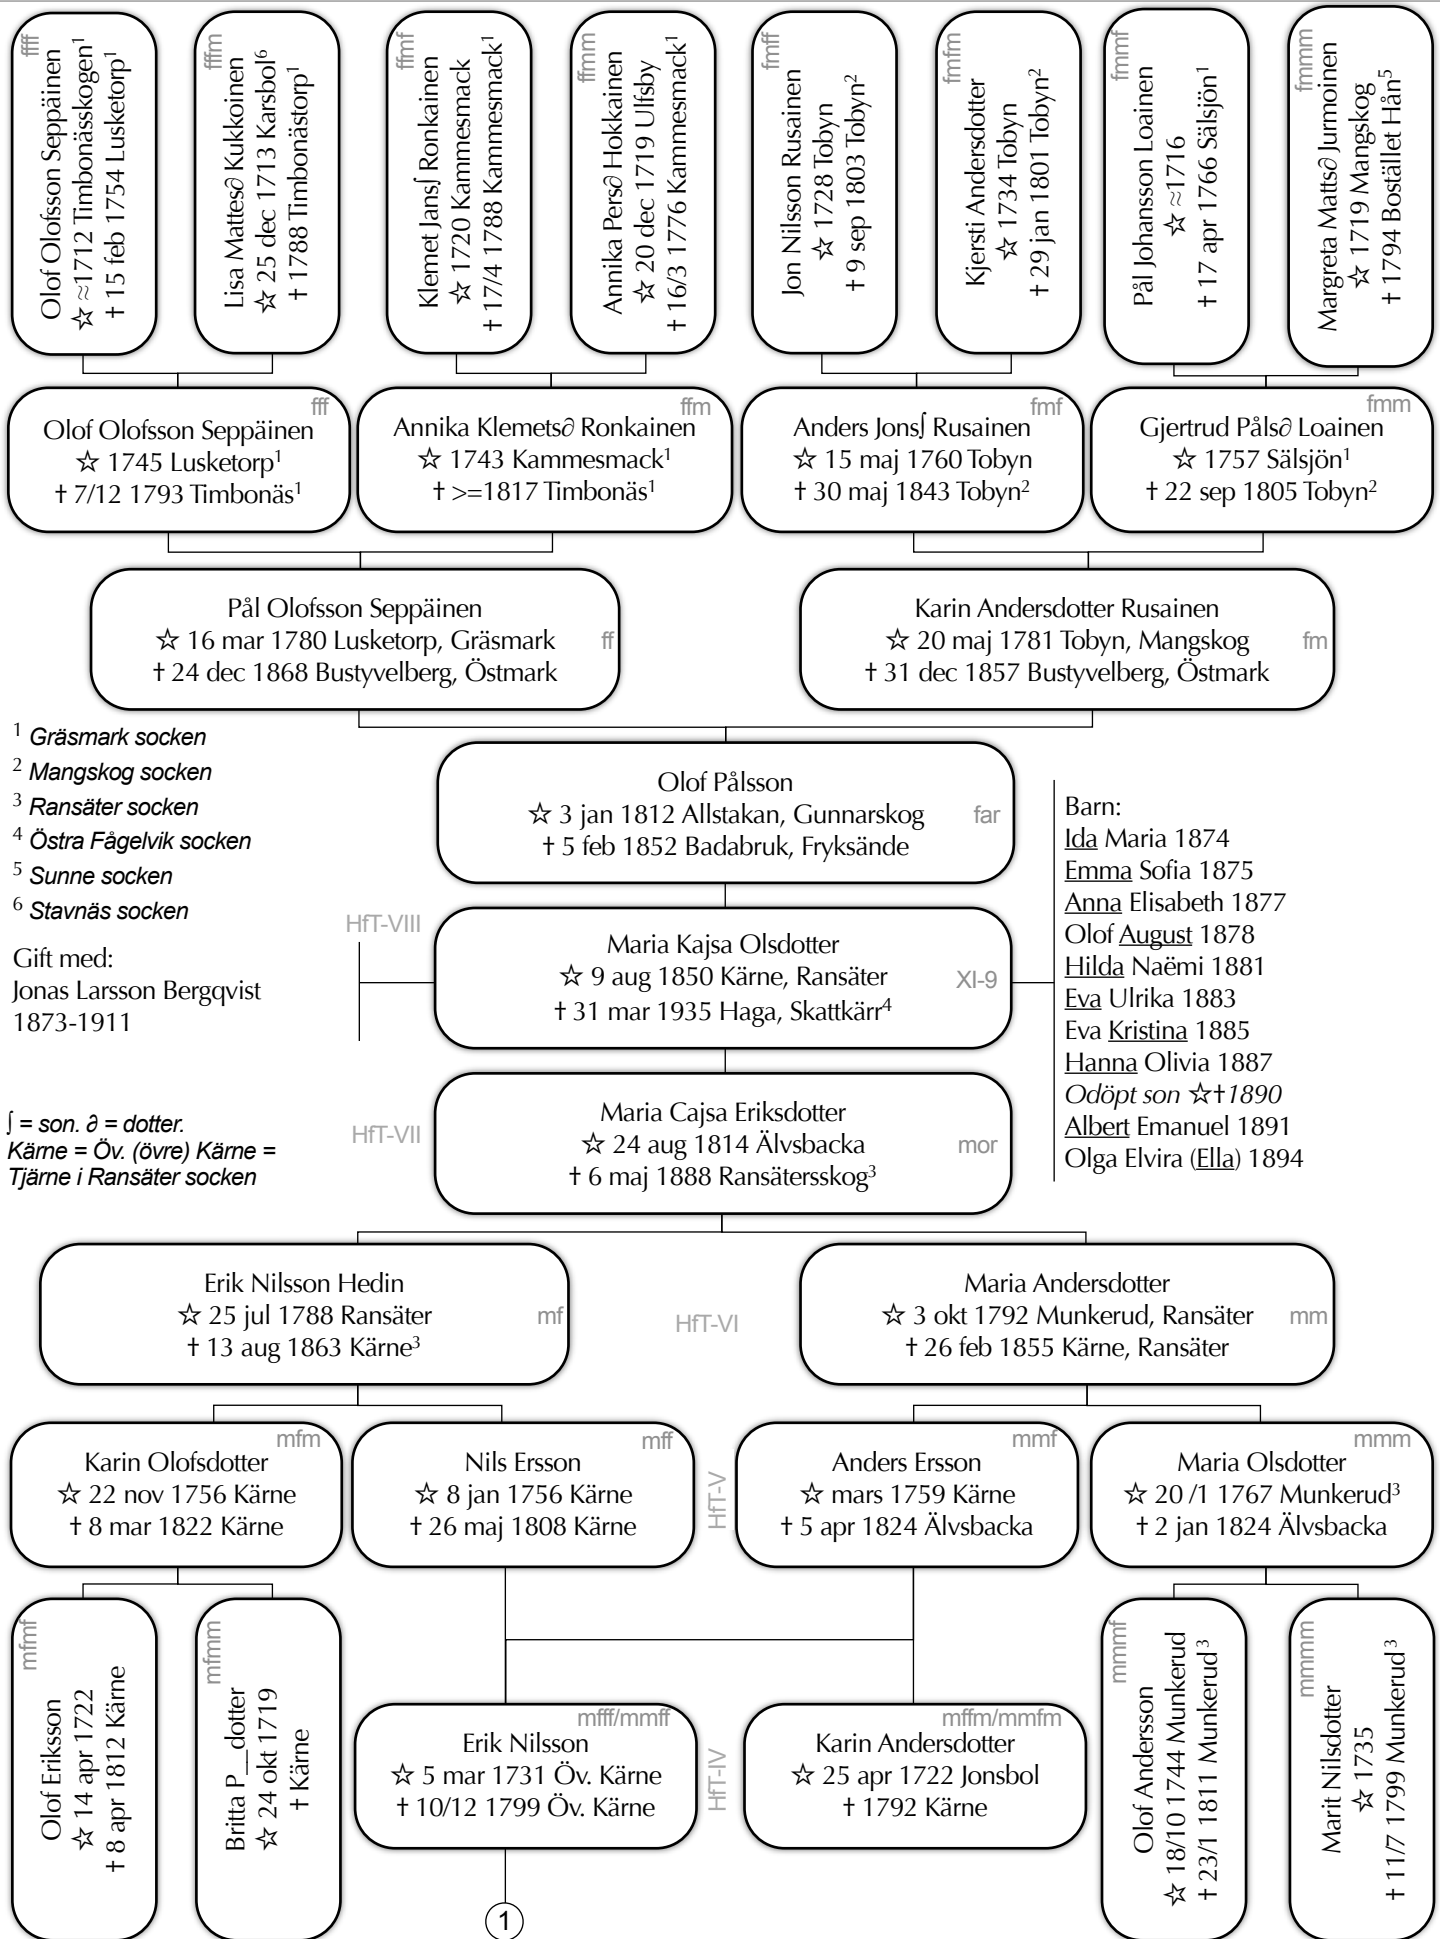 ffff
Olof Olofsson Seppäinen
☆ ≈1712 Timbonässkogen¹
† 15 feb 1754 Lusketorp¹
fffm
Lisa Mattes∂ Kukkoinen
☆ 25 dec 1713 Karsbol⁶
† 1788 Timbonästorp¹
ffmf
Klemet Jans∫ Ronkainen
☆ 1720 Kammesmack
† 17/4 1788 Kammesmack¹
ffmm
Annika Pers∂ Hokkainen
☆ 20 dec 1719 Ulfsby
† 16/3 1776 Kammesmack¹
fmff
Jon Nilsson Rusainen
☆ 1728 Tobyn
† 9 sep 1803 Tobyn²
fmfm
Kjersti Andersdotter
☆ 1734 Tobyn
† 29 jan 1801 Tobyn²
fmmf
Pål Johansson Loainen
☆ ≈1716
† 17 apr 1766 Sälsjön¹
fmmm
Margreta Matts∂ Jurmoinen
☆ 1719 Mangskog
† 1794 Bostället Hån⁵
fff
Olof Olofsson Seppäinen
☆ 1745 Lusketorp¹
† 7/12 1793 Timbonäs¹
ffm
Annika Klemets∂ Ronkainen
☆ 1743 Kammesmack¹
† >=1817 Timbonäs¹
fmf
Anders Jons∫ Rusainen
☆ 15 maj 1760 Tobyn
† 30 maj 1843 Tobyn²
fmm
Gjertrud Påls∂ Loainen
☆ 1757 Sälsjön¹
† 22 sep 1805 Tobyn²
Pål Olofsson Seppäinen
☆ 16 mar 1780 Lusketorp, Gräsmark
† 24 dec 1868 Bustyvelberg, Östmark
ff
Karin Andersdotter Rusainen
☆ 20 maj 1781 Tobyn, Mangskog
† 31 dec 1857 Bustyvelberg, Östmark
fm
¹ Gräsmark socken
² Mangskog socken
³ Ransäter socken
⁴ Östra Fågelvik socken
⁵ Sunne socken
⁶ Stavnäs socken
Olof Pålsson
☆ 3 jan 1812 Allstakan, Gunnarskog
† 5 feb 1852 Badabruk, Fryksände
far
Gift med:
Jonas Larsson Bergqvist
1873-1911
HfT-VIII
Maria Kajsa Olsdotter
☆ 9 aug 1850 Kärne, Ransäter
† 31 mar 1935 Haga, Skattkärr⁴
XI-9
Barn:
Ida Maria 1874
Emma Sofia 1875
Anna Elisabeth 1877
Olof August 1878
Hilda Naëmi 1881
Eva Ulrika 1883
Eva Kristina 1885
Hanna Olivia 1887
Odöpt son ☆†1890
Albert Emanuel 1891
Olga Elvira (Ella) 1894
∫ = son. ∂ = dotter.
Kärne = Öv. (övre) Kärne =
Tjärne i Ransäter socken
HfT-VII
Maria Cajsa Eriksdotter
☆ 24 aug 1814 Älvsbacka
† 6 maj 1888 Ransätersskog³
mor
Erik Nilsson Hedin
☆ 25 jul 1788 Ransäter
† 13 aug 1863 Kärne³
mf
HfT-VI
Maria Andersdotter
☆ 3 okt 1792 Munkerud, Ransäter
† 26 feb 1855 Kärne, Ransäter
mm
mfm
Karin Olofsdotter
☆ 22 nov 1756 Kärne
† 8 mar 1822 Kärne
mff
Nils Ersson
☆ 8 jan 1756 Kärne
† 26 maj 1808 Kärne
HfT-V
mmf
Anders Ersson
☆ mars 1759 Kärne
† 5 apr 1824 Älvsbacka
mmm
Maria Olsdotter
☆ 20 /1 1767 Munkerud³
† 2 jan 1824 Älvsbacka
mfmf
Olof Eriksson
☆ 14 apr 1722
† 8 apr 1812 Kärne
mfmm
Britta P__dotter
☆ 24 okt 1719
† Kärne
mfff/mmff
Erik Nilsson
☆ 5 mar 1731 Öv. Kärne
† 10/12 1799 Öv. Kärne
HfT-IV
mffm/mmfm
Karin Andersdotter
☆ 25 apr 1722 Jonsbol
† 1792 Kärne
mmmf
Olof Andersson
☆ 18/10 1744 Munkerud
† 23/1 1811 Munkerud³
mmmm
Marit Nilsdotter
☆ 1735
† 11/7 1799 Munkerud³
1